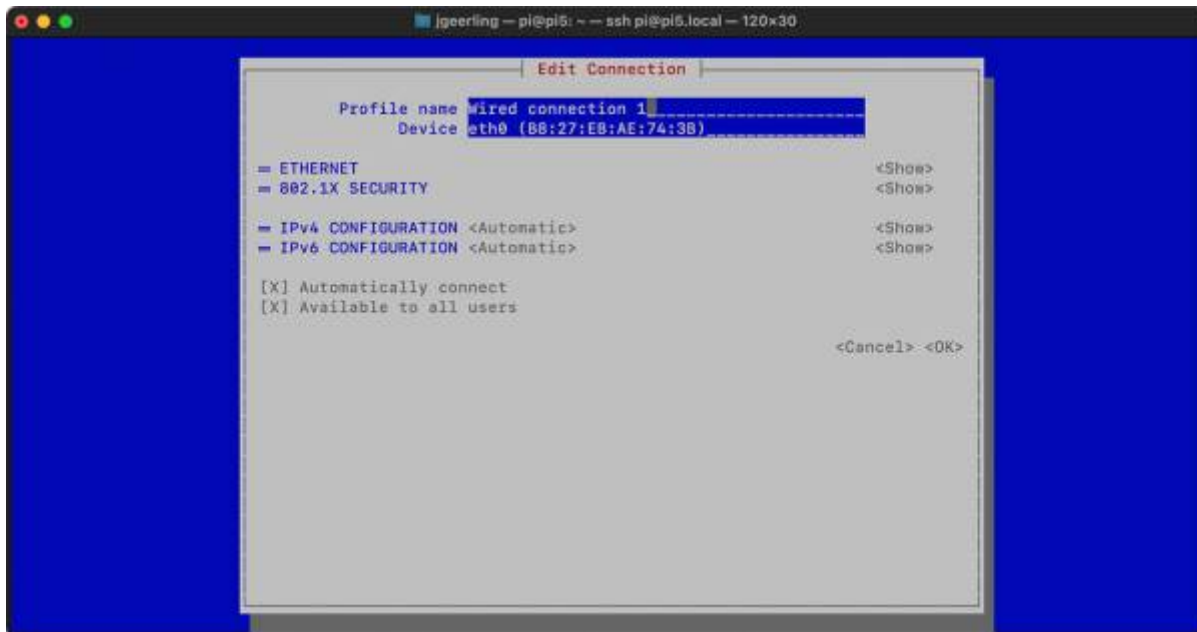 jgeerling — pi@pi5: ~ — ssh pi@pi5.local — 120×30
Edit Connection
Profile name Wired connection 1
Device eth0 (B8:27:EB:AE:74:3B)
= ETHERNET <Show>
= 802.1X SECURITY <Show>
= IPv4 CONFIGURATION <Automatic> <Show>
= IPv6 CONFIGURATION <Automatic> <Show>
[X] Automatically connect
[X] Available to all users
<Cancel> <OK>